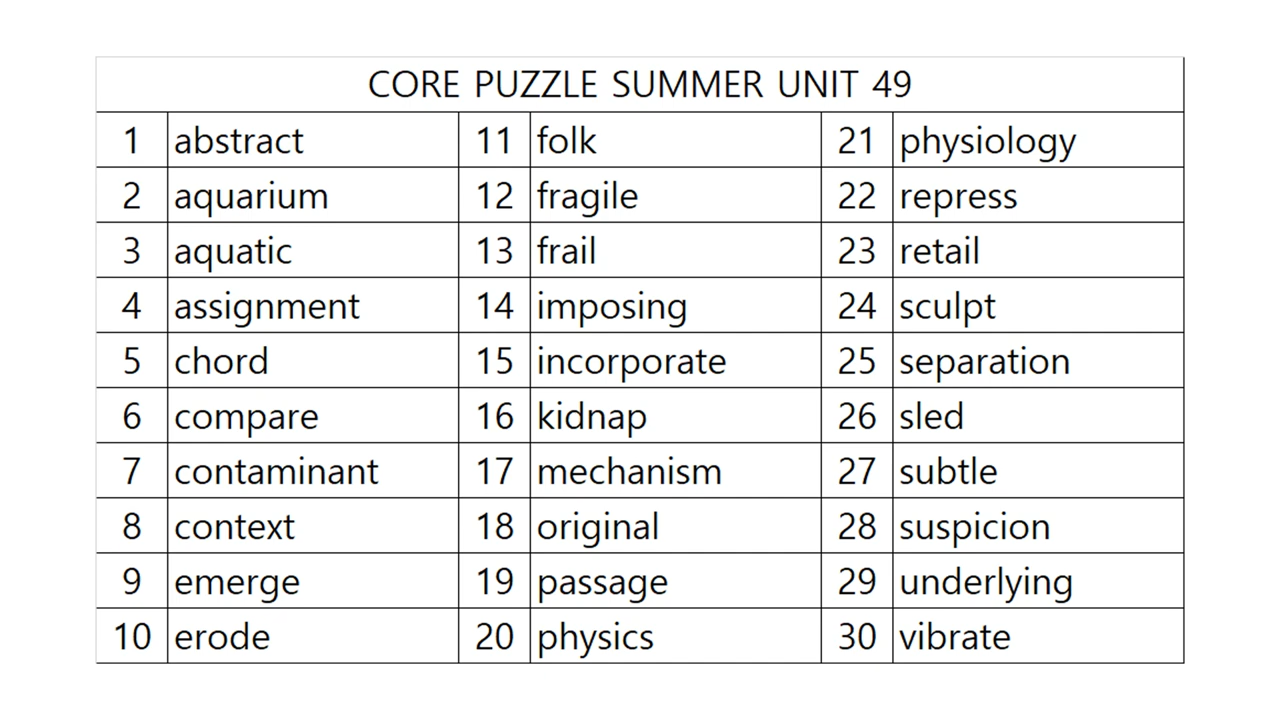 CORE PUZZLE SUMMER UNIT 49
1 abstract 11 folk 21 physiology
2 aquarium 12 fragile 22 repress
3 aquatic 13 frail 23 retail
4 assignment 14 imposing 24 sculpt
5 chord 15 incorporate 25 separation
6 compare 16 kidnap 26 sled
7 contaminant 17 mechanism 27 subtle
8 context 18 original 28 suspicion
9 emerge 19 passage 29 underlying
10 erode 20 physics 30 vibrate